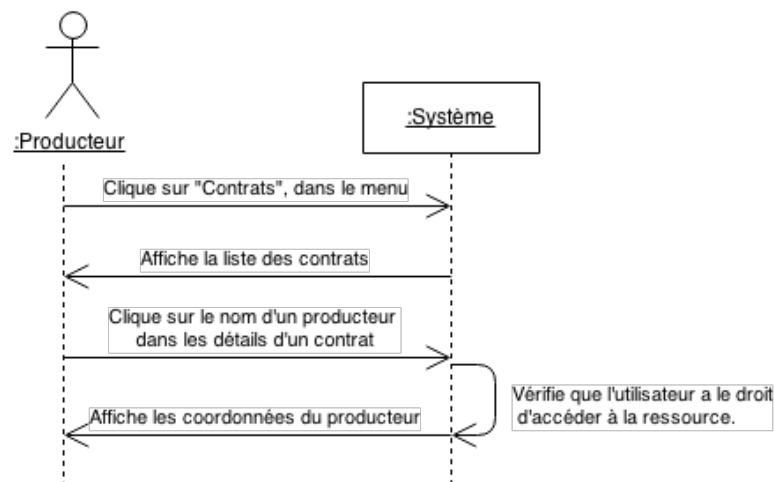 :Producteur
:Système
Clique sur "Contrats", dans le menu
Affiche la liste des contrats
Clique sur le nom d'un producteur
dans les détails d'un contrat
Vérifie que l'utilisateur a le droit
d'accéder à la ressource.
Affiche les coordonnées du producteur